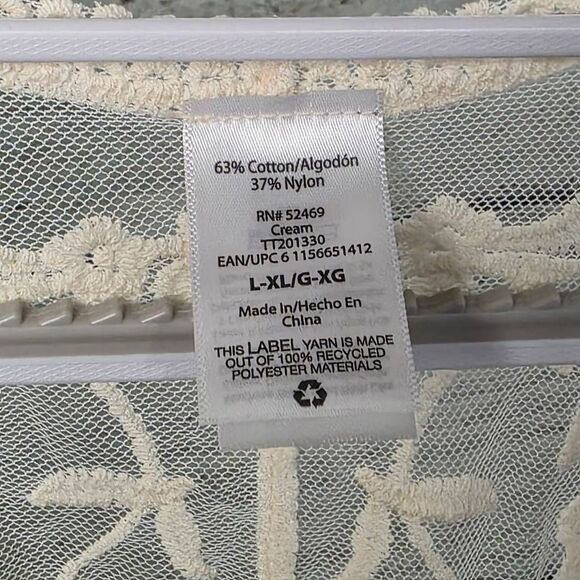 63% Cotton/Algodón
37% Nylon
RN# 52469
Cream
TT201330
EAN/UPC 6 1156651412
L-XL/G-XG
Made In/Hecho En
China
THIS LABEL YARN IS MADE
OUT OF 100% RECYCLED
POLYESTER MATERIALS